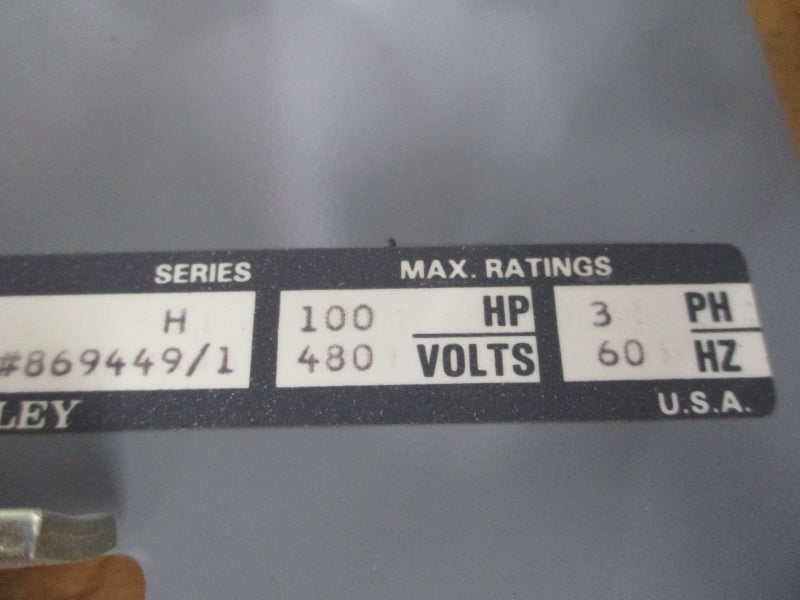 SERIES MAX. RATINGS
H 100 HP 3 PH
#869449/1 480 VOLTS 60 HZ
LEY U.S.A.